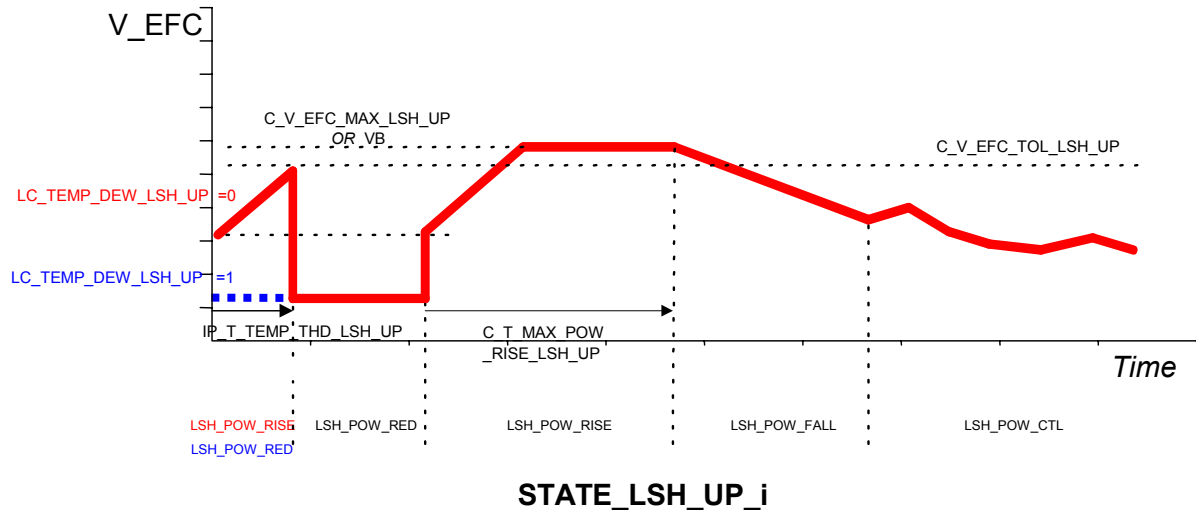 V_EFC
C_V_EFC_MAX_LSH_UP
OR VB
C_V_EFC_TOL_LSH_UP
LC_TEMP_DEW_LSH_UP =0
LC_TEMP_DEW_LSH_UP =1
IP_T_TEMP_THD_LSH_UP
C_T_MAX_POW
_RISE_LSH_UP
Time
LSH_POW_RISE
LSH_POW_RED
LSH_POW_RED
LSH_POW_RISE
LSH_POW_FALL
LSH_POW_CTL
STATE_LSH_UP_i